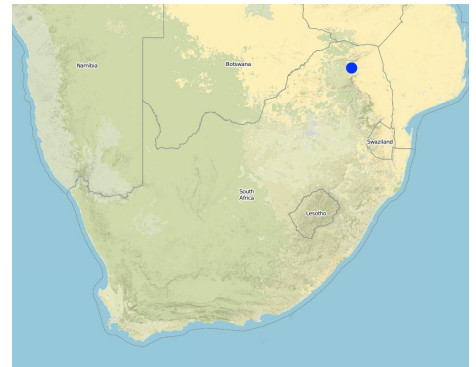 Namibia
Botswana
Swaziland
South
Africa
Lesotho